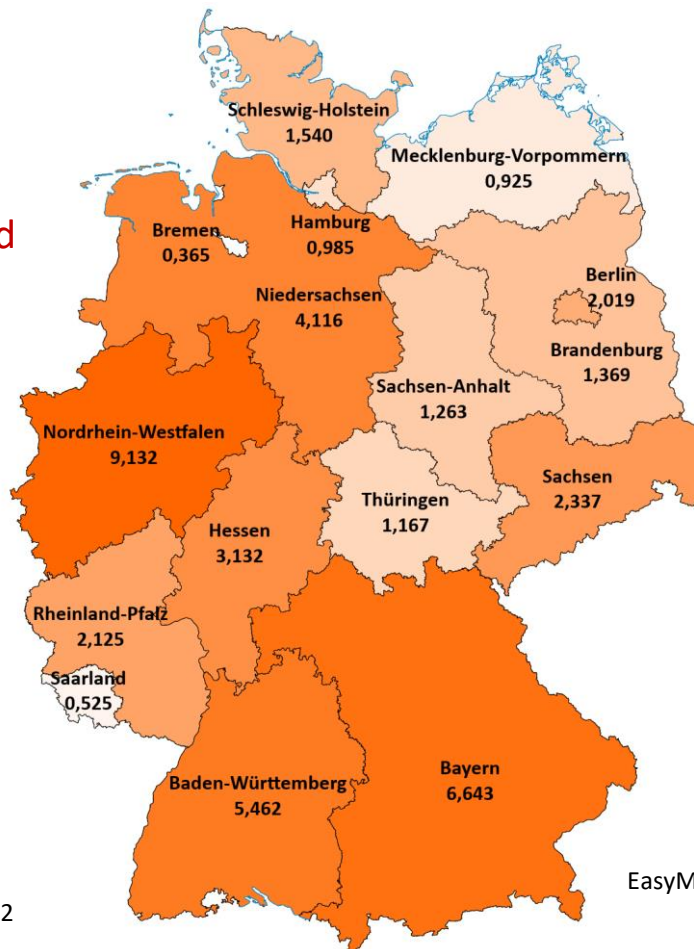 Schleswig-Holstein
1,540
Mecklenburg-Vorpommern
0,925
d
Bremen
0,365
Hamburg
0,985
Berlin
2,019
Niedersachsen
4,116
Brandenburg
1,369
Sachsen-Anhalt
1,263
Nordrhein-Westfalen
9,132
Sachsen
2,337
Thüringen
1,167
Hessen
3,132
Rheinland-Pfalz
2,125
Saarland
0,525
Bayern
6,643
Baden-Württemberg
5,462
EasyM
2